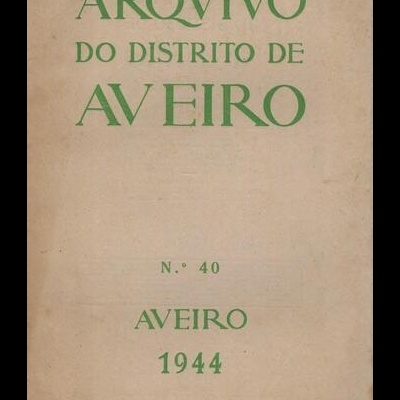 ARQVIVO
DO DISTRITO DE
AVEIRO
N.º 40
AVEIRO
1944